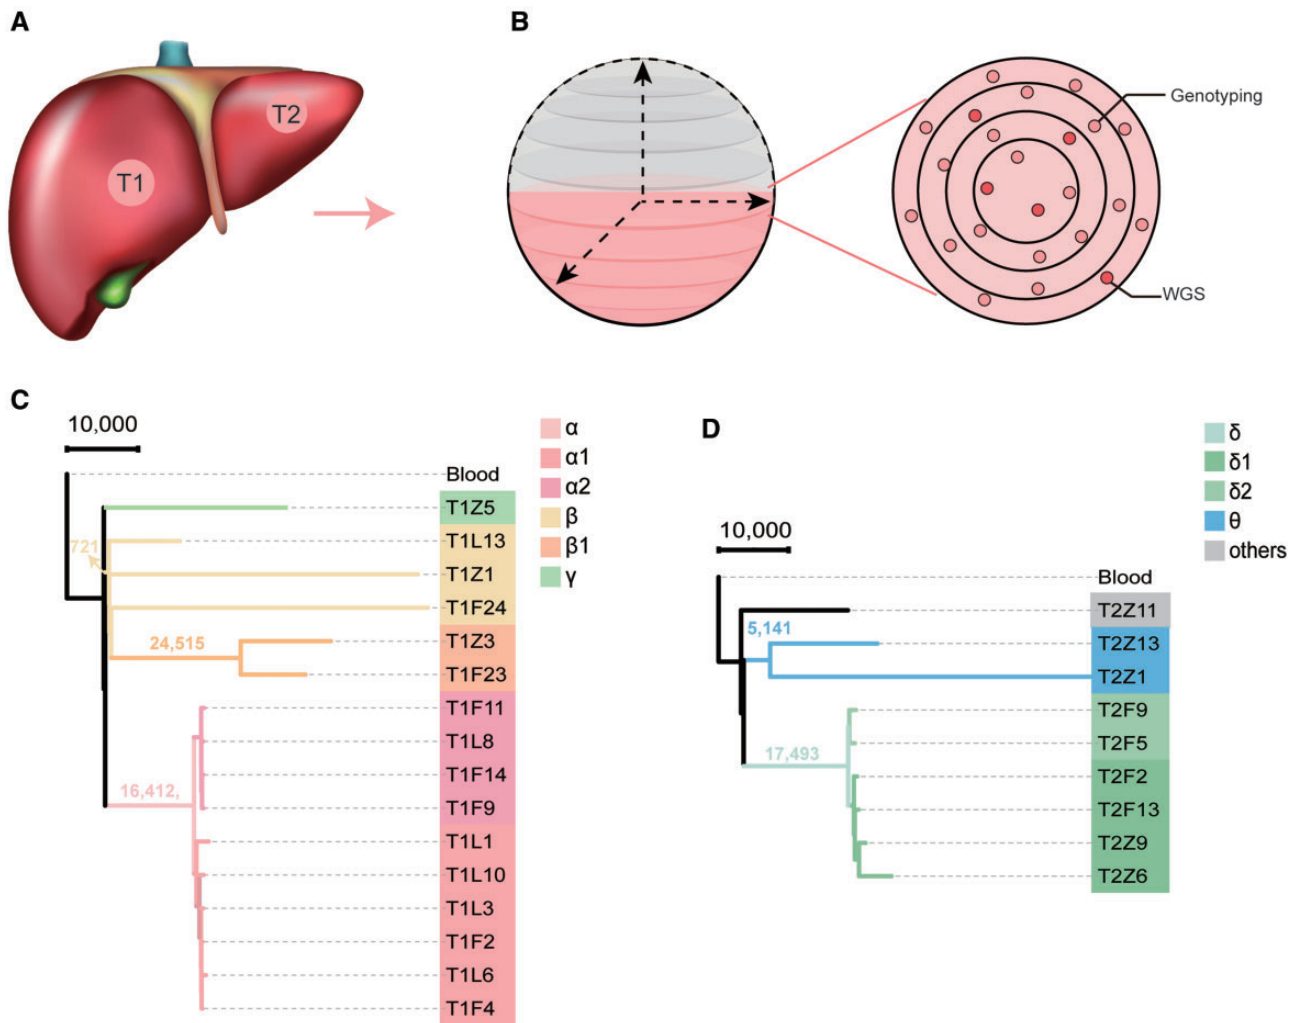 A
B
T1
T2
Genotyping
WGS
C
10,000
α
α1
α2
β
β1
γ
Blood
T1Z5
T1L13
721
T1Z1
T1F24
24,515
T1Z3
T1F23
T1F11
T1L8
T1F14
16,412,
T1F9
T1L1
T1L10
T1L3
T1F2
T1L6
T1F4
D
10,000
δ
δ1
δ2
θ
others
Blood
T2Z11
5,141
T2Z13
T2Z1
T2F9
17,493
T2F5
T2F2
T2F13
T2Z9
T2Z6